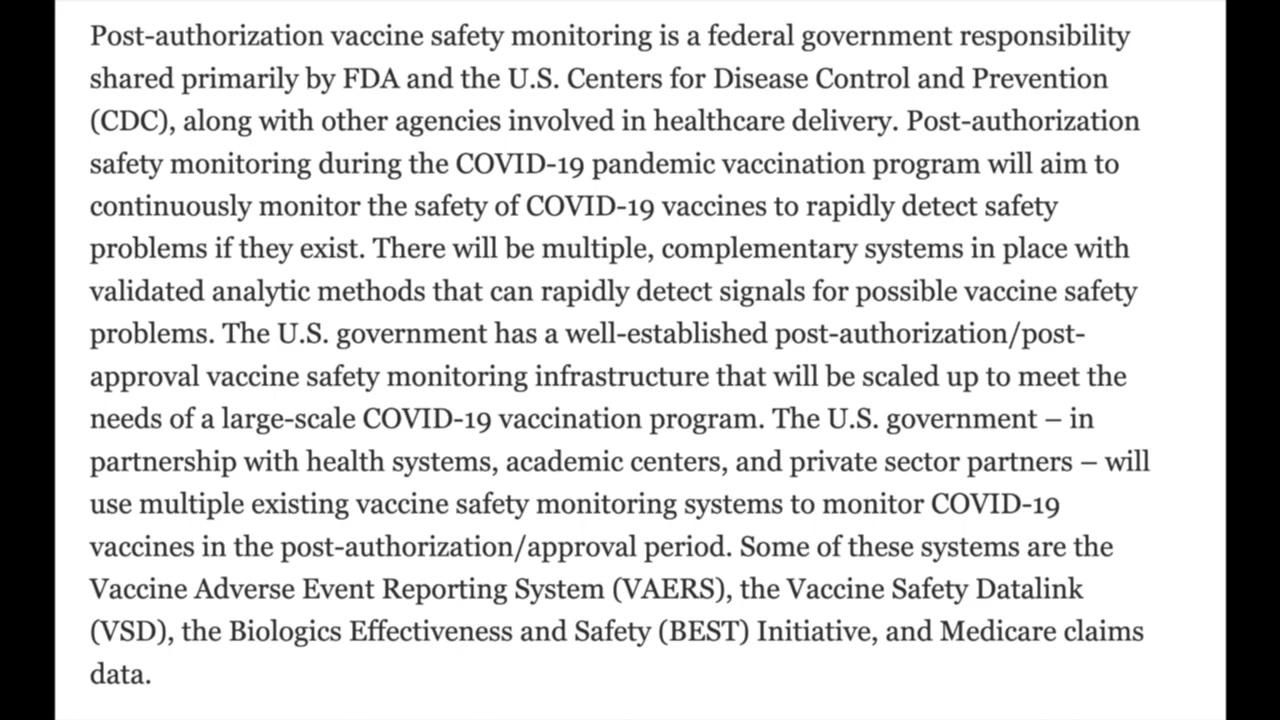 Post-authorization vaccine safety monitoring is a federal government responsibility
shared primarily by FDA and the U.S. Centers for Disease Control and Prevention
(CDC), along with other agencies involved in healthcare delivery. Post-authorization
safety monitoring during the COVID-19 pandemic vaccination program will aim to
continuously monitor the safety of COVID-19 vaccines to rapidly detect safety
problems if they exist. There will be multiple, complementary systems in place with
validated analytic methods that can rapidly detect signals for possible vaccine safety
problems. The U.S. government has a well-established post-authorization/post-
approval vaccine safety monitoring infrastructure that will be scaled up to meet the
needs of a large-scale COVID-19 vaccination program. The U.S. government – in
partnership with health systems, academic centers, and private sector partners – will
use multiple existing vaccine safety monitoring systems to monitor COVID-19
vaccines in the post-authorization/approval period. Some of these systems are the
Vaccine Adverse Event Reporting System (VAERS), the Vaccine Safety Datalink
(VSD), the Biologics Effectiveness and Safety (BEST) Initiative, and Medicare claims
data.